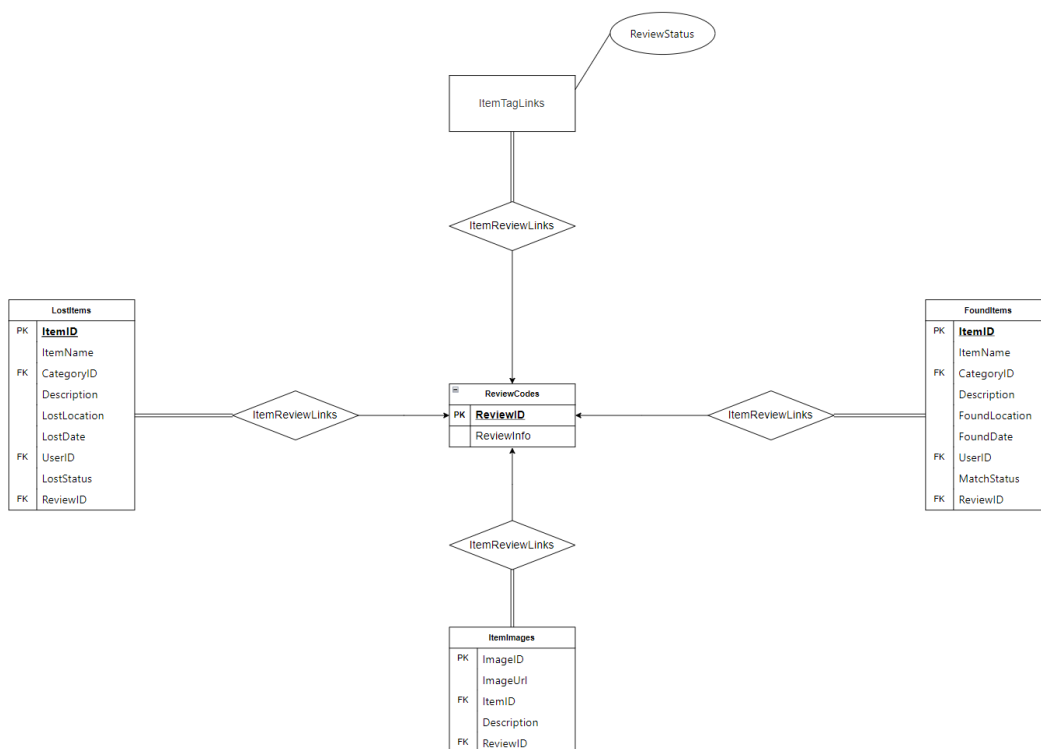 ReviewStatus
ItemTagLinks
ItemReviewLinks
LostItems
PK ItemID
ItemName
FK CategoryID
Description
LostLocation
LostDate
FK UserID
LostStatus
FK ReviewID
ItemReviewLinks
ReviewCodes
PK ReviewID
ReviewInfo
ItemReviewLinks
FoundItems
PK ItemID
ItemName
FK CategoryID
Description
FoundLocation
FoundDate
FK UserID
MatchStatus
FK ReviewID
ItemReviewLinks
ItemImages
PK ImageID
ImageUrl
FK ItemID
Description
FK ReviewID